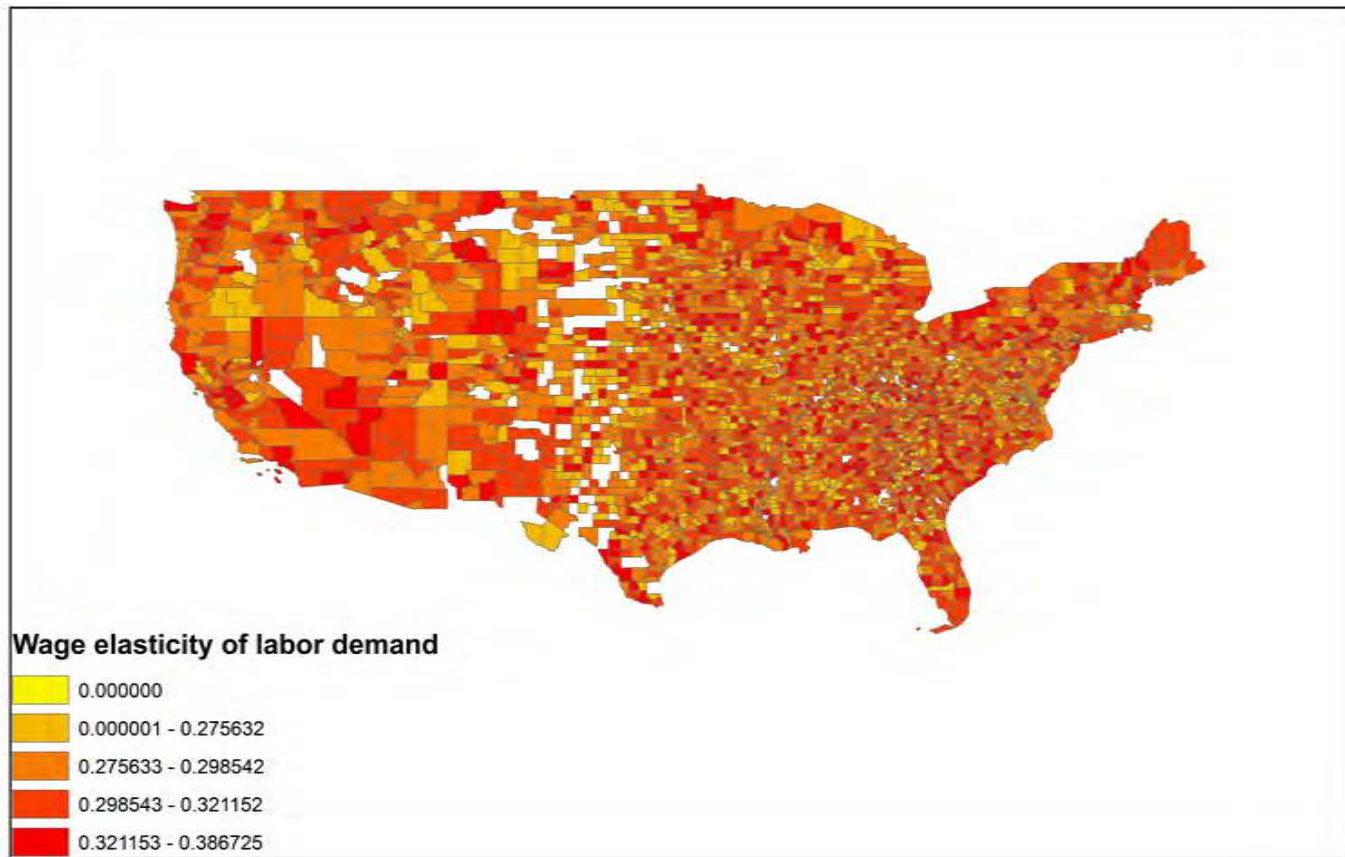 Wage elasticity of labor demand
0.000000
0.000001 - 0.275632
0.275633 - 0.298542
0.298543 - 0.321152
0.321153 - 0.386725